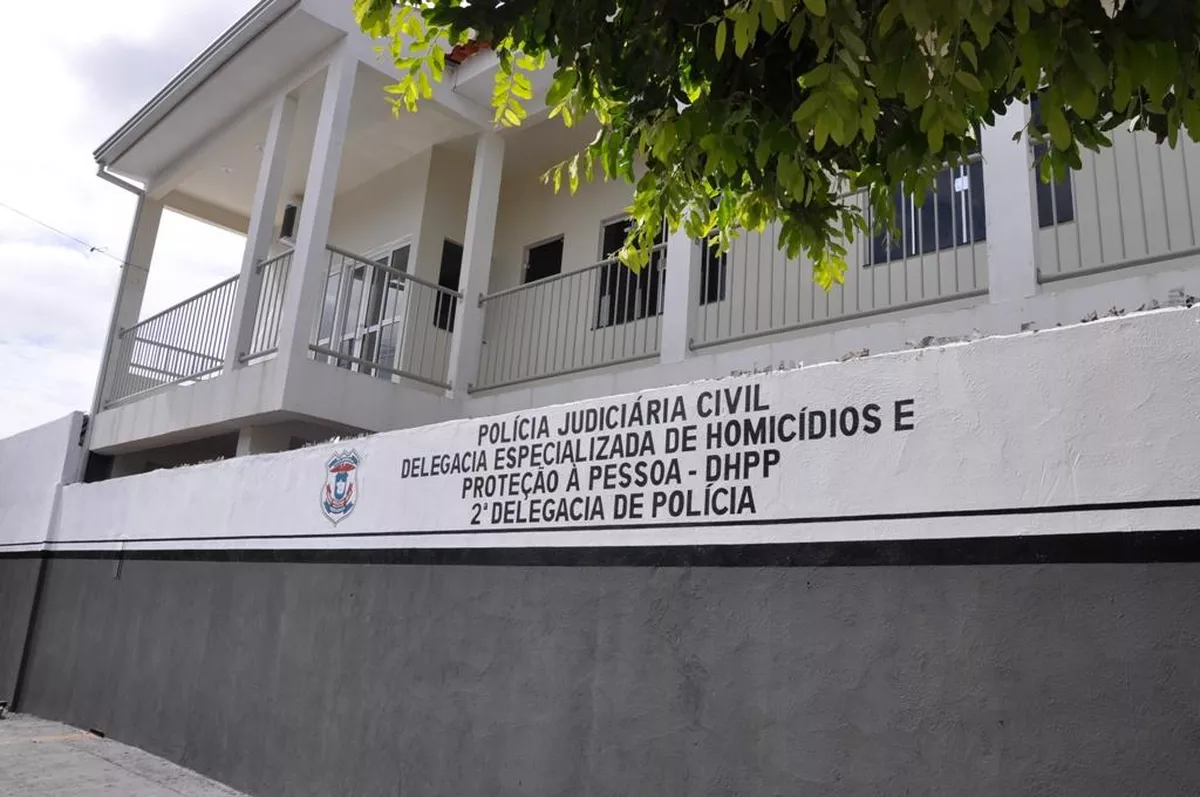 POLÍCIA JUDICIÁRIA CIVIL
DELEGACIA ESPECIALIZADA DE HOMICÍDIOS E
PROTEÇÃO À PESSOA - DHPP
2ª DELEGACIA DE POLÍCIA